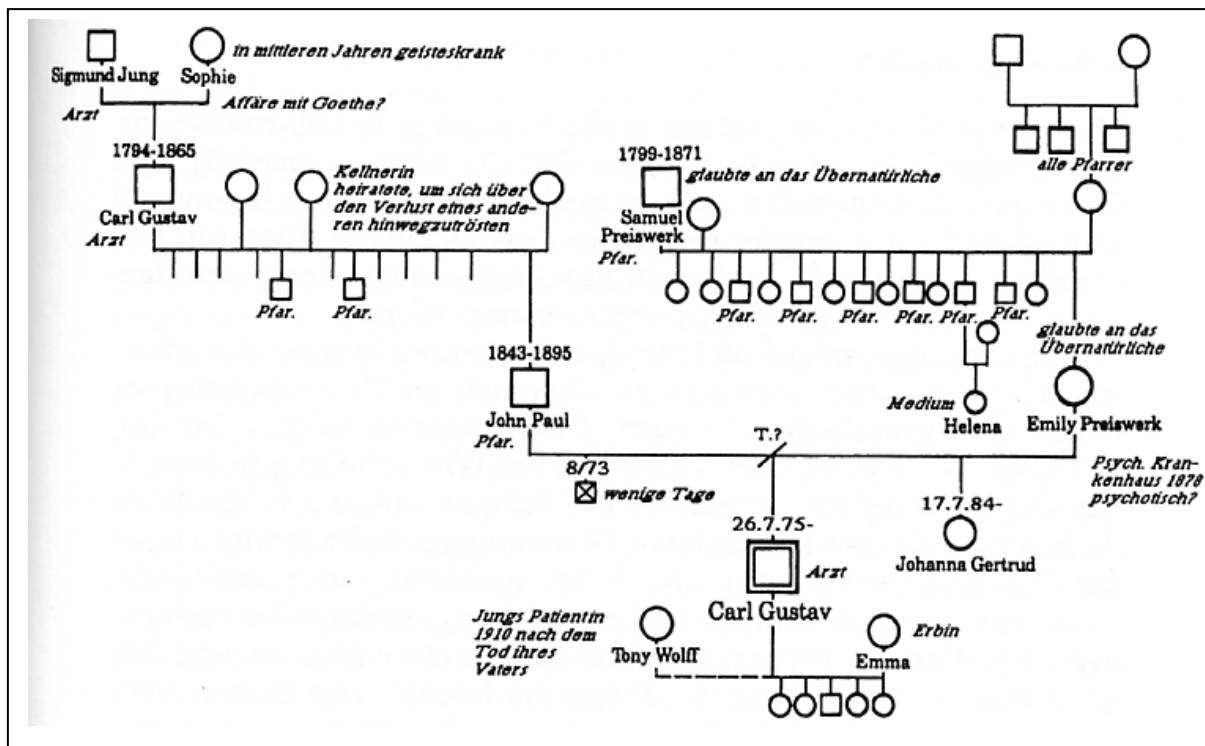 in mittleren Jahren geisteskrank
Sigmund Jung
Sophie
Arzt
Affäre mit Goethe?
1794-1865
Carl Gustav
Arzt
Kellnerin
heiratete, um sich über
den Verlust eines ande-
ren hinwegzutrösten
1799-1871
glaubte an das Übernatürliche
Samuel
Preiswerk
Pfar.
alle Pfarrer
Pfar.
Pfar.
Pfar.
Pfar.
Pfar.
Pfar.
Pfar.
Pfar.
glaubte an das
Übernatürliche
1843-1895
John Paul
Pfar.
Medium
Helena
Emily Preiswerk
T.?
8/73
wenige Tage
Psych. Kran-
kenhaus 1878
psychotisch?
26.7.75-
Arzt
Carl Gustav
17.7.84-
Johanna Gertrud
Jungs Patientin
1910 nach dem
Tod ihres
Vaters
Tony Wolff
Erbin
Emma